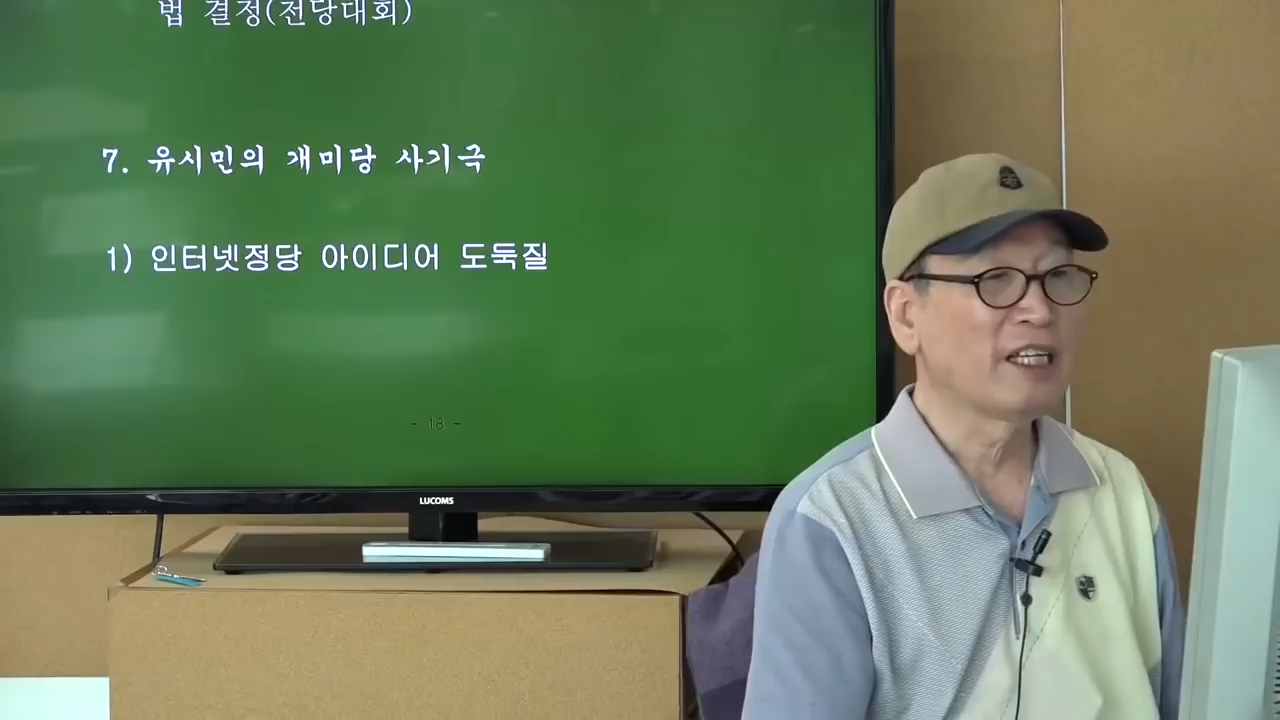 법 결정(전당대회)
7. 유시민의 개미당 사기극
1) 인터넷정당 아이디어 도둑질
- 18 -
LUCOMS